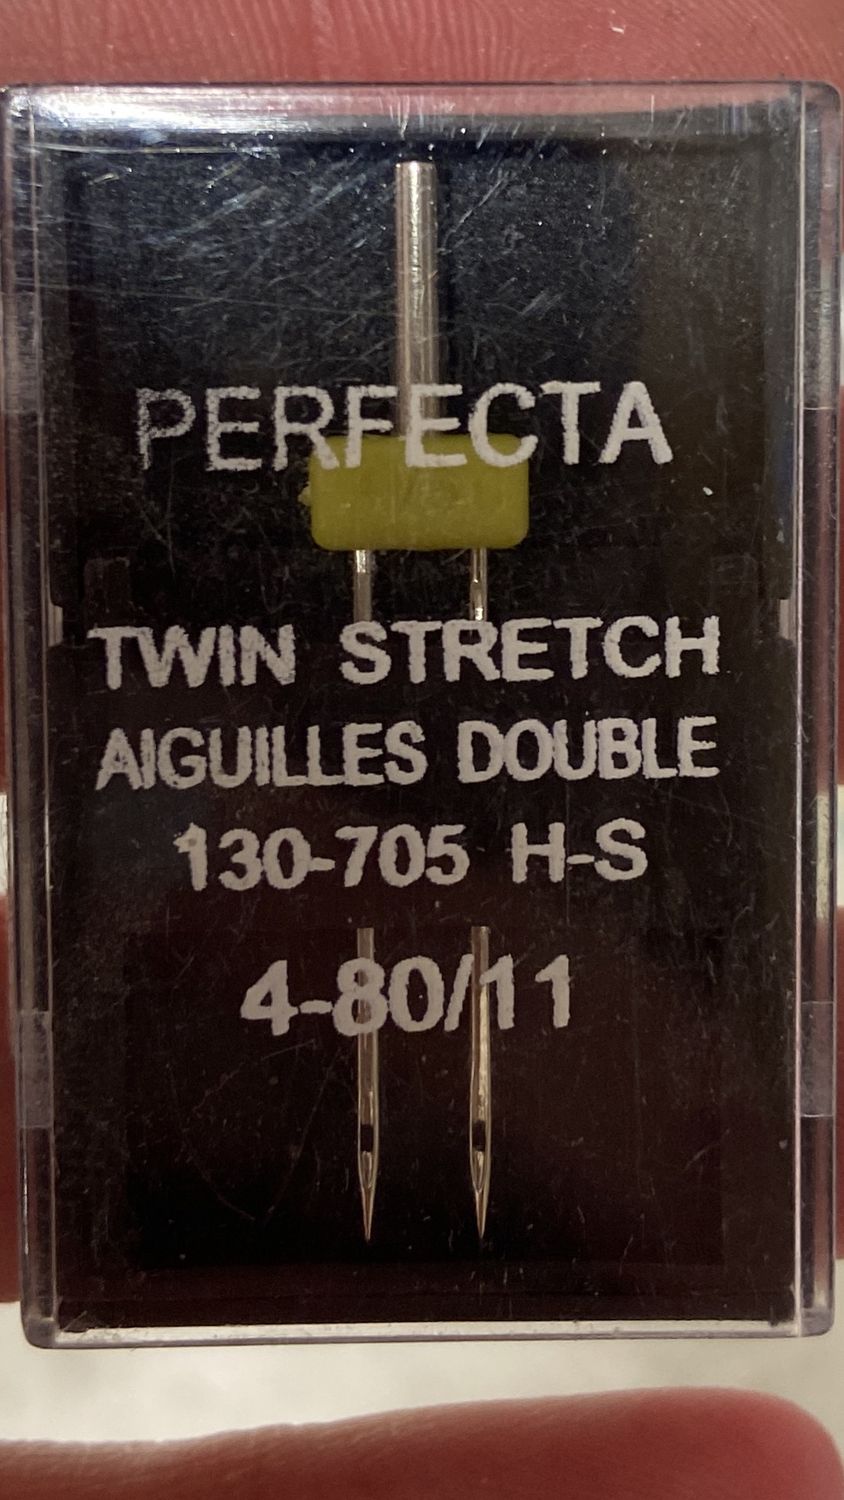 PERFECTA
TWIN STRETCH
AIGUILLES DOUBLE
130-705 H-S
4-80/11